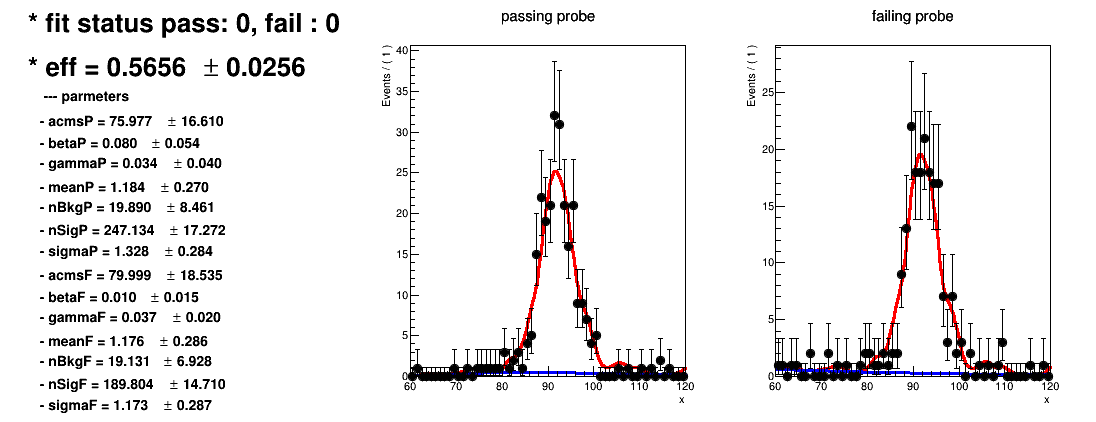 * fit status pass: 0, fail : 0
* eff = 0.5656 ± 0.0256
--- parmeters
- acmsP = 75.977 ± 16.610
- betaP = 0.080 ± 0.054
- gammaP = 0.034 ± 0.040
- meanP = 1.184 ± 0.270
- nBkgP = 19.890 ± 8.461
- nSigP = 247.134 ± 17.272
- sigmaP = 1.328 ± 0.284
- acmsF = 79.999 ± 18.535
- betaF = 0.010 ± 0.015
- gammaF = 0.037 ± 0.020
- meanF = 1.176 ± 0.286
- nBkgF = 19.131 ± 6.928
- nSigF = 189.804 ± 14.710
- sigmaF = 1.173 ± 0.287
passing probe
Events / ( 1 )
40
35
30
25
20
15
10
5
0
60 70 80 90 100 110 120
x
failing probe
Events / ( 1 )
25
20
15
10
5
0
60 70 80 90 100 110 120
x